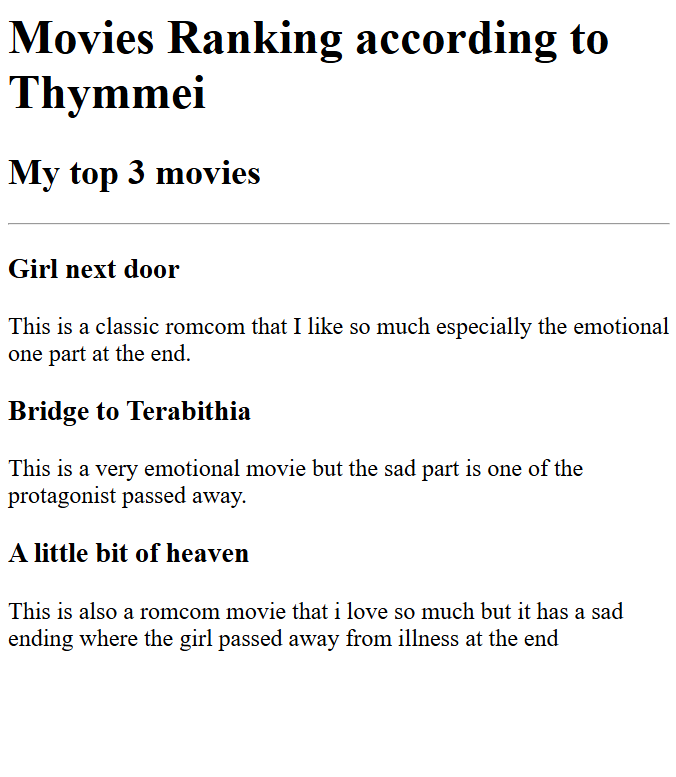 Movies Ranking according to
Thymmei
My top 3 movies
Girl next door
This is a classic romcom that I like so much especially the emotional
one part at the end.
Bridge to Terabithia
This is a very emotional movie but the sad part is one of the
protagonist passed away.
A little bit of heaven
This is also a romcom movie that i love so much but it has a sad
ending where the girl passed away from illness at the end